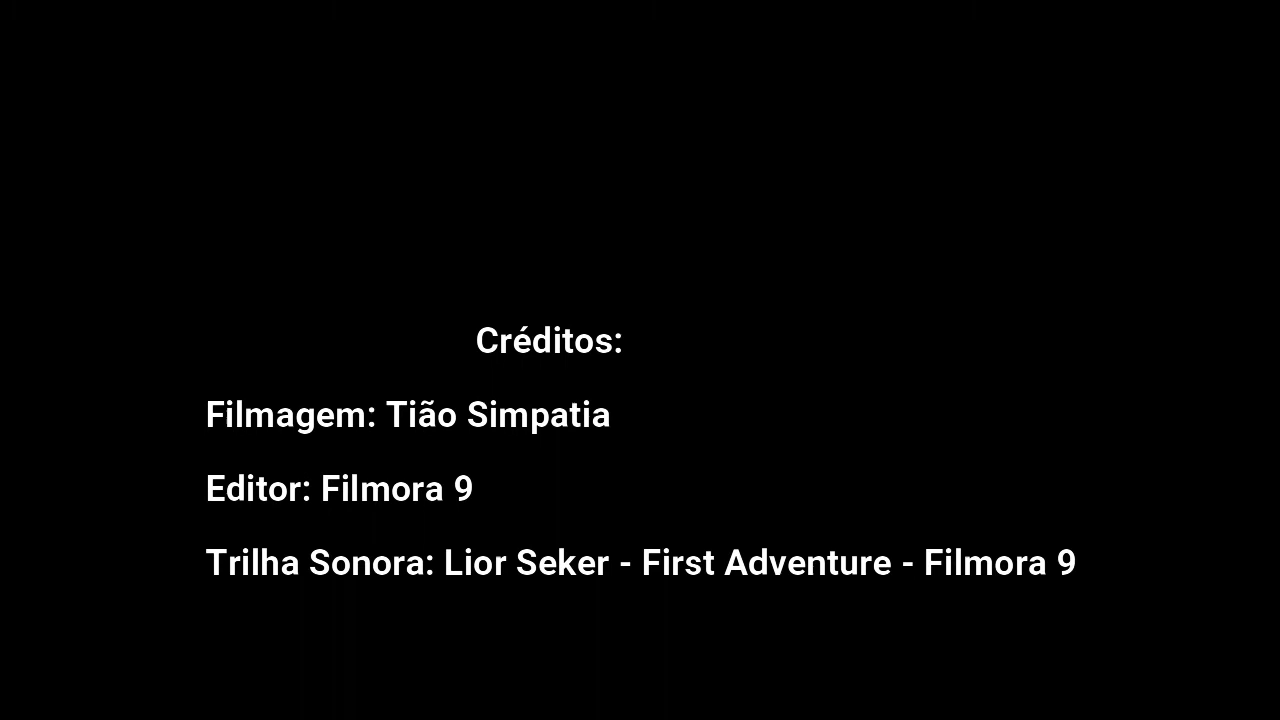 Créditos:
Filmagem: Tião Simpatia
Editor: Filmora 9
Trilha Sonora: Lior Seker - First Adventure - Filmora 9